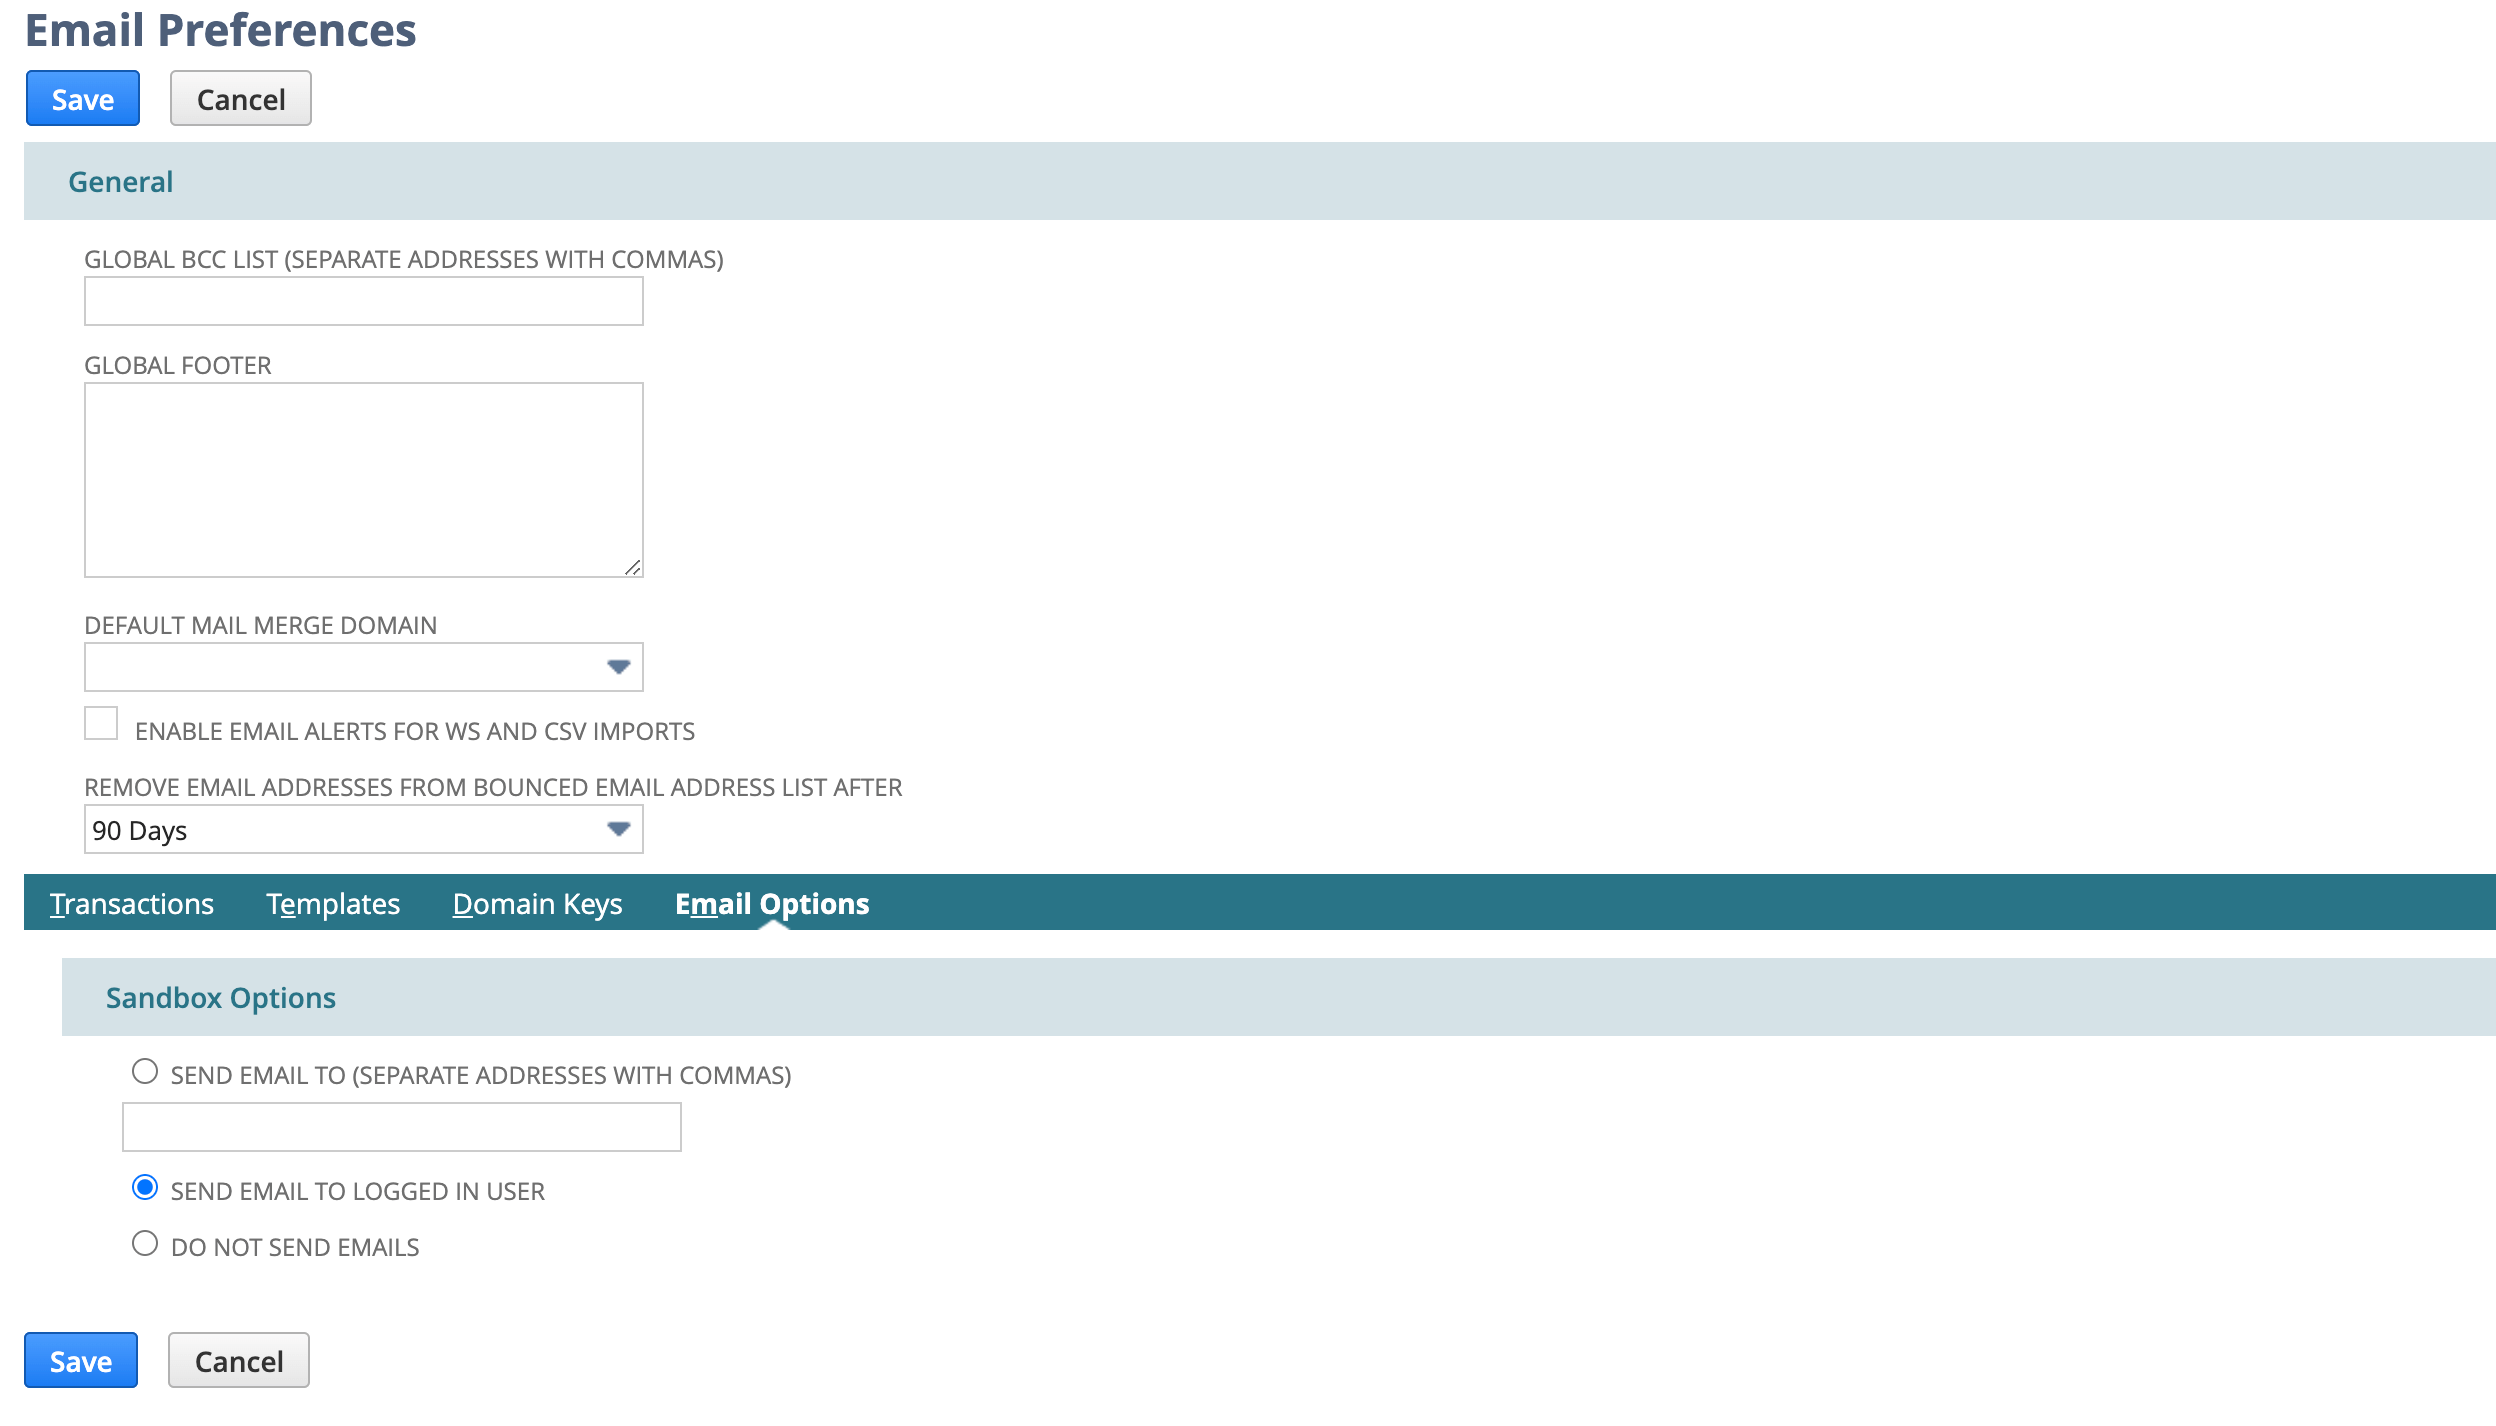 Email Preferences
Save Cancel
General
GLOBAL BCC LIST (SEPARATE ADDRESSES WITH COMMAS)
GLOBAL FOOTER
DEFAULT MAIL MERGE DOMAIN
ENABLE EMAIL ALERTS FOR WS AND CSV IMPORTS
REMOVE EMAIL ADDRESSES FROM BOUNCED EMAIL ADDRESS LIST AFTER
90 Days
Transactions Templates Domain Keys Email Options
Sandbox Options
SEND EMAIL TO (SEPARATE ADDRESSES WITH COMMAS)
SEND EMAIL TO LOGGED IN USER
DO NOT SEND EMAILS
Save Cancel